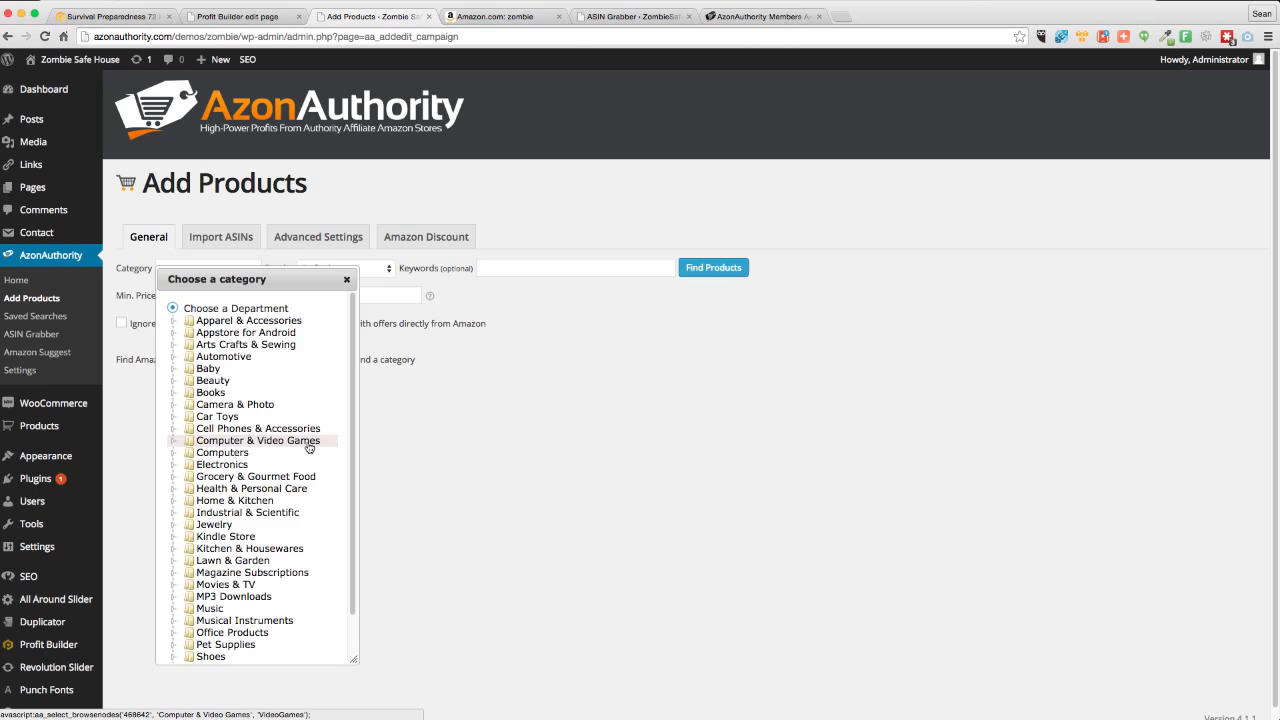 Survival Preparedness 72
Profit Builder edit page
Add Products - Zombie Sa
Amazon.com: zombie
ASIN Grabber - ZombieSaf
AzonAuthority Members A
Sean
azonauthority.com/demos/zombie/wp-admin/admin.php?page=aa_addedit_campaign
Zombie Safe House 1 0 New SEO
Howdy, Administrator
Dashboard
Posts
Media
Links
Pages
Comments
Contact
AzonAuthority
Home
Add Products
Saved Searches
ASIN Grabber
Amazon Suggest
Settings
WooCommerce
Products
Appearance
Plugins 1
Users
Tools
Settings
SEO
All Around Slider
Duplicator
Profit Builder
Revolution Slider
Punch Fonts
AzonAuthority
High-Power Profits From Authority Affiliate Amazon Stores
Add Products
General Import ASINs Advanced Settings Amazon Discount
Category Keywords (optional) Find Products
Min. Price
Ignore with offers directly from Amazon
Find Amaz nd a category
Choose a category
Choose a Department
Apparel & Accessories
Appstore for Android
Arts Crafts & Sewing
Automotive
Baby
Beauty
Books
Camera & Photo
Car Toys
Cell Phones & Accessories
Computer & Video Games
Computers
Electronics
Grocery & Gourmet Food
Health & Personal Care
Home & Kitchen
Industrial & Scientific
Jewelry
Kindle Store
Kitchen & Housewares
Lawn & Garden
Magazine Subscriptions
Movies & TV
MP3 Downloads
Music
Musical Instruments
Office Products
Pet Supplies
Shoes
javascript:aa_select_browsenodes('468642', 'Computer & Video Games', 'VideoGames');
Version 4.1.1